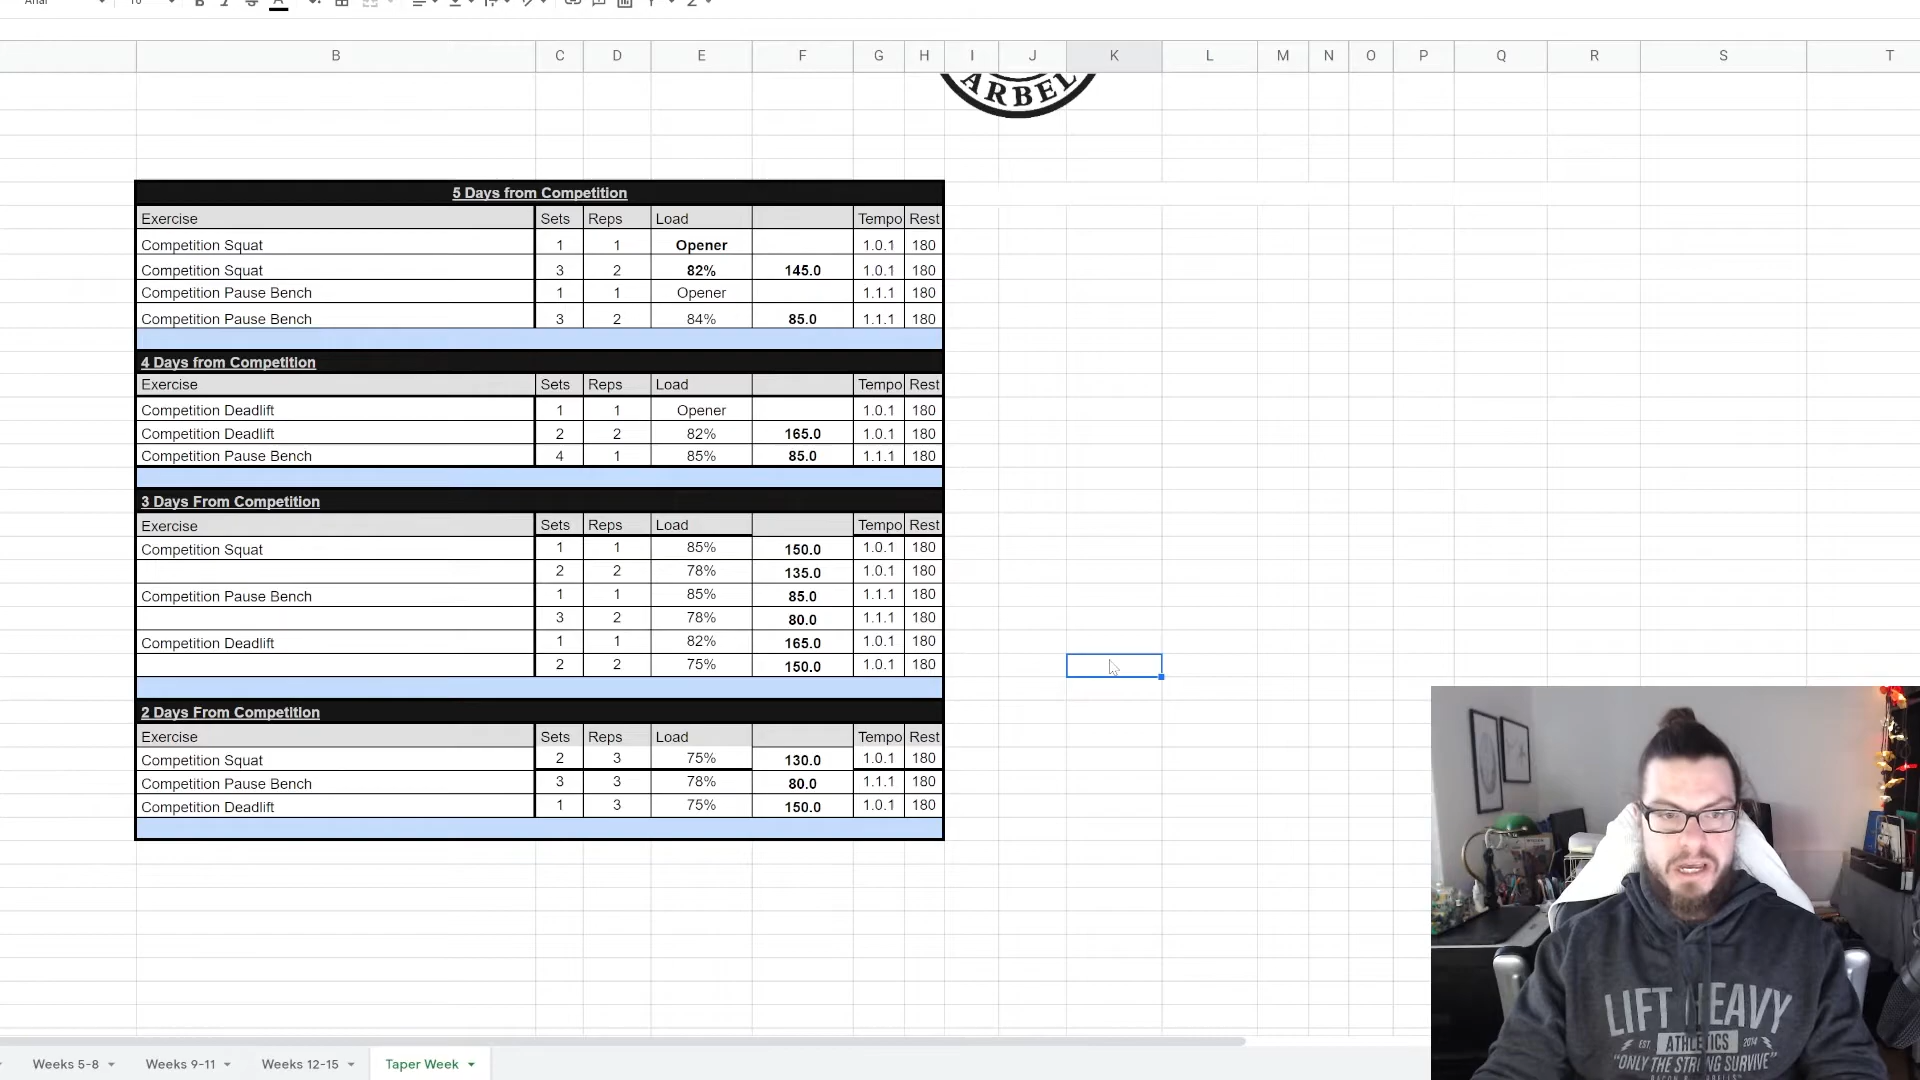 B C D E F G H I J K L M N O P Q R S T
ARBEL
5 Days from Competition
Exercise Sets Reps Load Tempo Rest
Competition Squat 1 1 Opener 1.0.1 180
Competition Squat 3 2 82% 145.0 1.0.1 180
Competition Pause Bench 1 1 Opener 1.1.1 180
Competition Pause Bench 3 2 84% 85.0 1.1.1 180
4 Days from Competition
Exercise Sets Reps Load Tempo Rest
Competition Deadlift 1 1 Opener 1.0.1 180
Competition Deadlift 2 2 82% 165.0 1.0.1 180
Competition Pause Bench 4 1 85% 85.0 1.1.1 180
3 Days From Competition
Exercise Sets Reps Load Tempo Rest
Competition Squat 1 1 85% 150.0 1.0.1 180
2 2 78% 135.0 1.0.1 180
Competition Pause Bench 1 1 85% 85.0 1.1.1 180
3 2 78% 80.0 1.1.1 180
Competition Deadlift 1 1 82% 165.0 1.0.1 180
2 2 75% 150.0 1.0.1 180
2 Days From Competition
Exercise Sets Reps Load Tempo Rest
Competition Squat 2 3 75% 130.0 1.0.1 180
Competition Pause Bench 3 3 78% 80.0 1.1.1 180
Competition Deadlift 1 3 75% 150.0 1.0.1 180
LIFT HEAVY
EST. ATHLETICS 2014
"ONLY THE STRONG SURVIVE"
Weeks 5-8 Weeks 9-11 Weeks 12-15 Taper Week